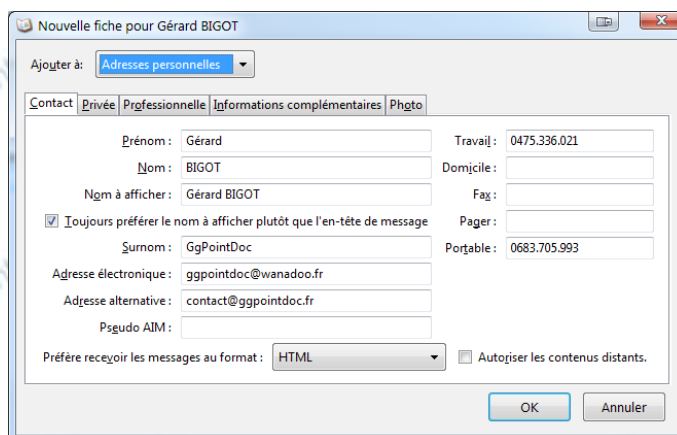 Nouvelle fiche pour Gérard BIGOT
Ajouter à: Adresses personnelles
Contact Privée Professionnelle Informations complémentaires Photo
Prénom : Gérard Travail : 0475.336.021
Nom : BIGOT Domicile :
Nom à afficher : Gérard BIGOT Fax :
Toujours préférer le nom à afficher plutôt que l'en-tête de message Pager :
Surnom : GgPointDoc Portable : 0683.705.993
Adresse électronique : ggpointdoc@wanadoo.fr
Adresse alternative : contact@ggpointdoc.fr
Pseudo AIM :
Préfère recevoir les messages au format : HTML Autoriser les contenus distants.
OK Annuler